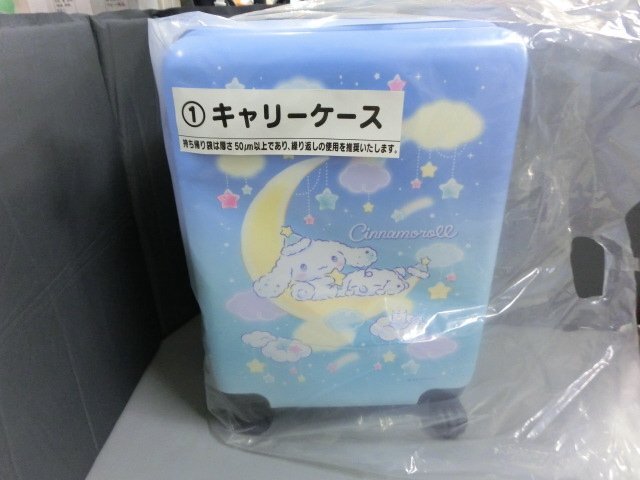 ①キャリーケース
持ち帰り袋は厚さ50μm以上であり、繰り返しの使用を推奨いたします。
Cinnamoroll